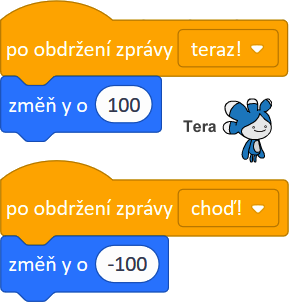 po obdržení zprávy teraz!
změň y o 100
Tera
po obdržení zprávy choď!
změň y o -100